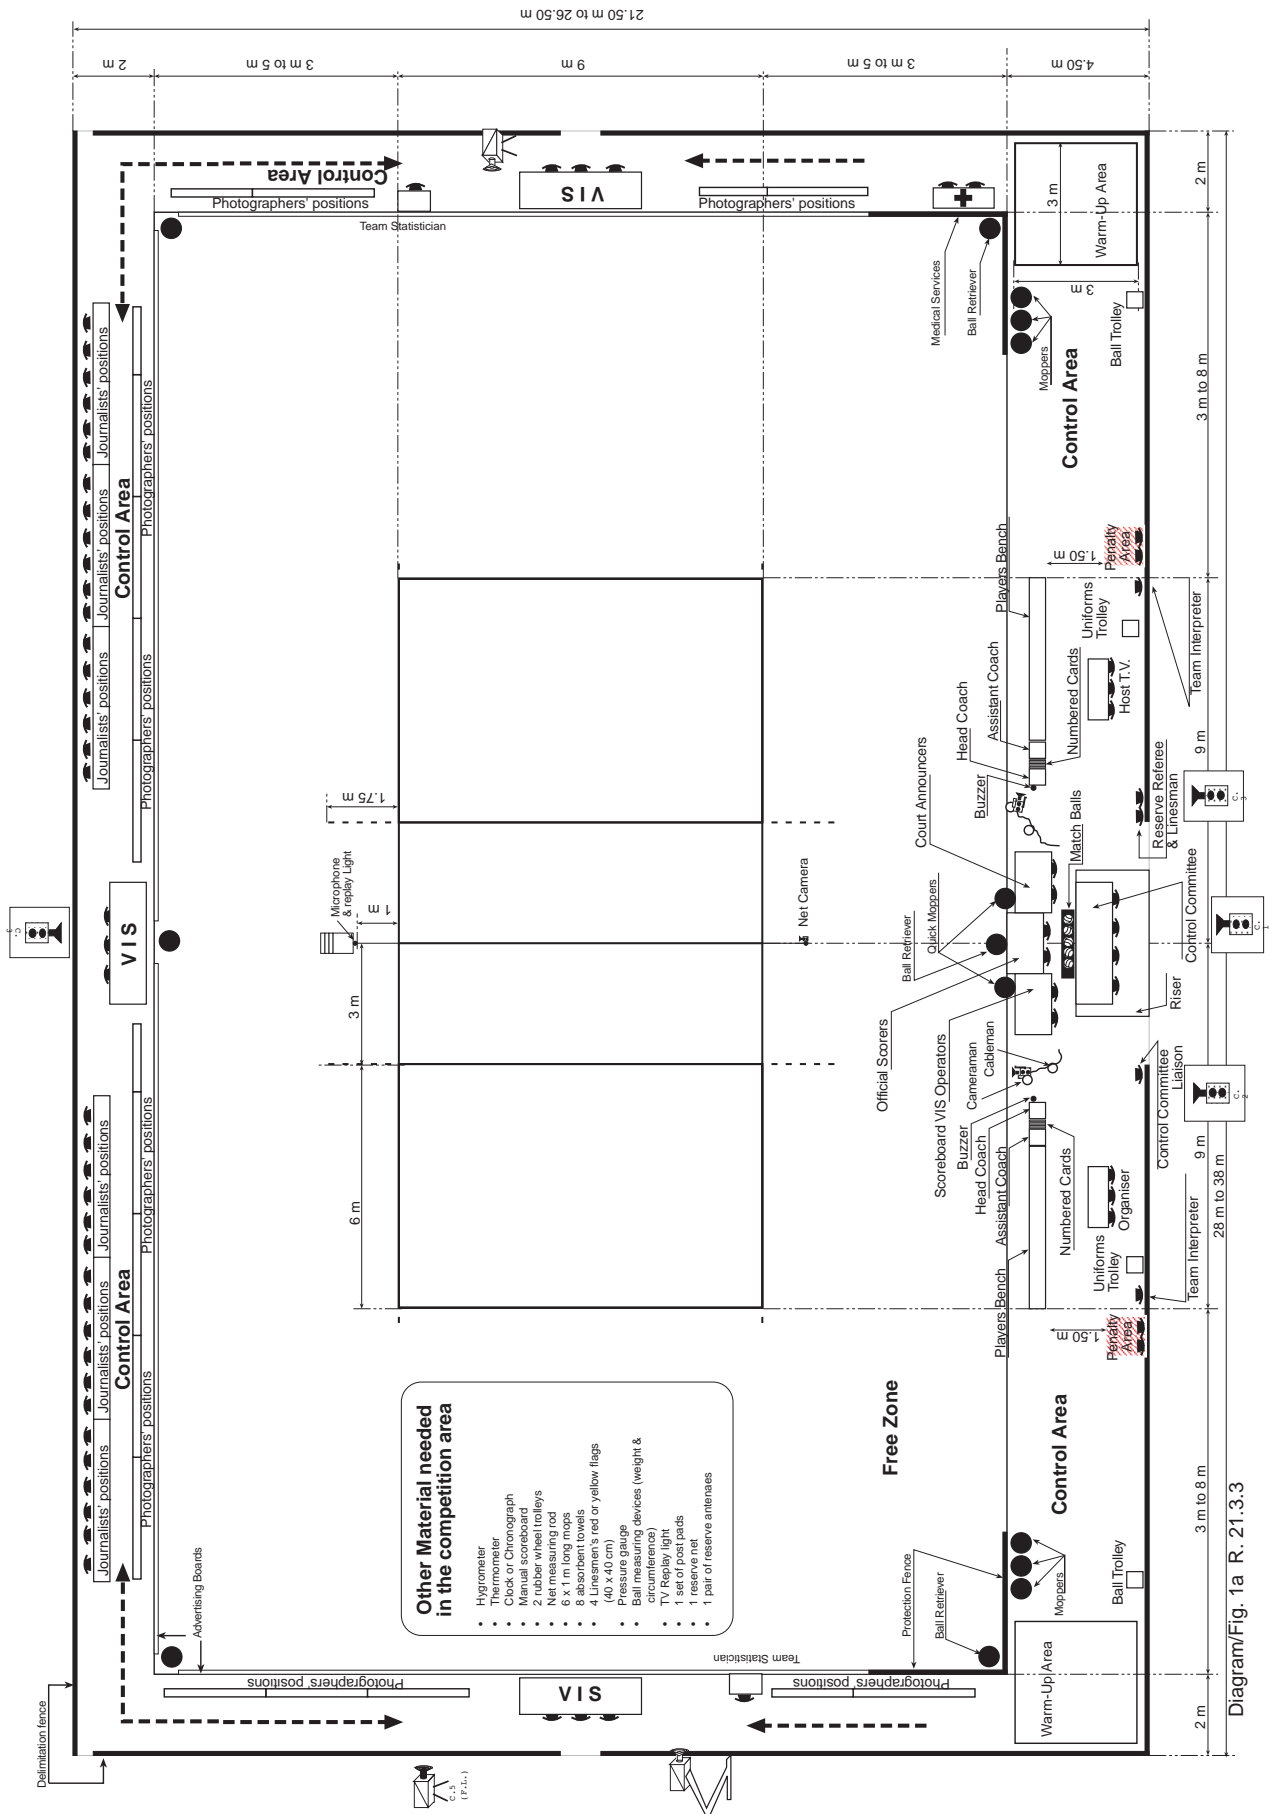 21.50 m to 26.50 m
2 m
3 m to 5 m
9 m
3 m to 5 m
4.50 m
Delimitation fence
Advertising Boards
Journalists' positions
Journalists' positions
Journalists' positions
Control Area
Photographers' positions
Photographers' positions
VIS
Journalists' positions
Journalists' positions
Journalists' positions
Control Area
Photographers' positions
Photographers' positions
Control Area
Photographers' positions
Team Statistician
VIS
Photographers' positions
Medical Services
Ball Retriever
Photographers' positions
VIS
Team Statistician
Photographers' positions
C.5
(F.L.)
Microphone
& replay Light
1 m
1.75 m
3 m
6 m
Net Camera
Other Material needed
in the competition area
• Hygrometer
• Thermometer
• Clock or Chronograph
• Manual scoreboard
• 2 rubber wheel trolleys
• Net measuring rod
• 6 x 1 m long mops
• 8 absorbent towels
• 4 Linesmen's red or yellow flags
(40 x 40 cm)
• Pressure gauge
• Ball measuring devices (weight &
circumference)
• TV Replay light
• 1 set of post pads
• 1 reserve net
• 1 pair of reserve antenaes
Free Zone
Protection Fence
Ball Retriever
Control Area
Moppers
Ball Trolley
Warm-Up Area
Players Bench
1.50 m
Penalty
Area
Assistant Coach
Head Coach
Buzzer
Numbered Cards
Uniforms
Trolley
Organiser
Team Interpreter
Scoreboard VIS Operators
Cameraman
Cableman
Official Scorers
Control Committee
Liaison
Ball Retriever
Quick Moppers
Court Announcers
Match Balls
Riser
Control Committee
Reserve Referee
& Linesman
Buzzer
Head Coach
Assistant Coach
Numbered Cards
Players Bench
Host T.V.
Uniforms
Trolley
Team Interpreter
1.50 m
Penalty
Area
Control Area
Moppers
Ball Trolley
3 m
3 m
Warm-Up Area
C.
2
C.
1
C.
3
2 m
3 m to 8 m
9 m
9 m
3 m to 8 m
2 m
28 m to 38 m
Diagram/Fig. 1a R. 21.3.3